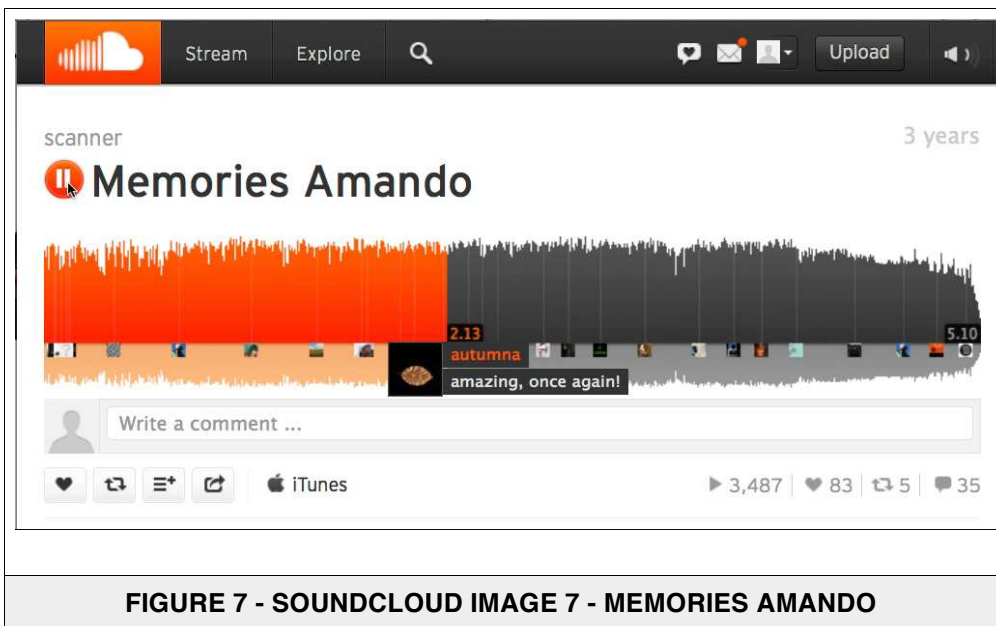 Stream Explore Upload
scanner 3 years
Memories Amando
2.13 5.10
autumna
amazing, once again!
Write a comment ...
iTunes 3,487 83 5 35
FIGURE 7 - SOUNDCLOUD IMAGE 7 - MEMORIES AMANDO